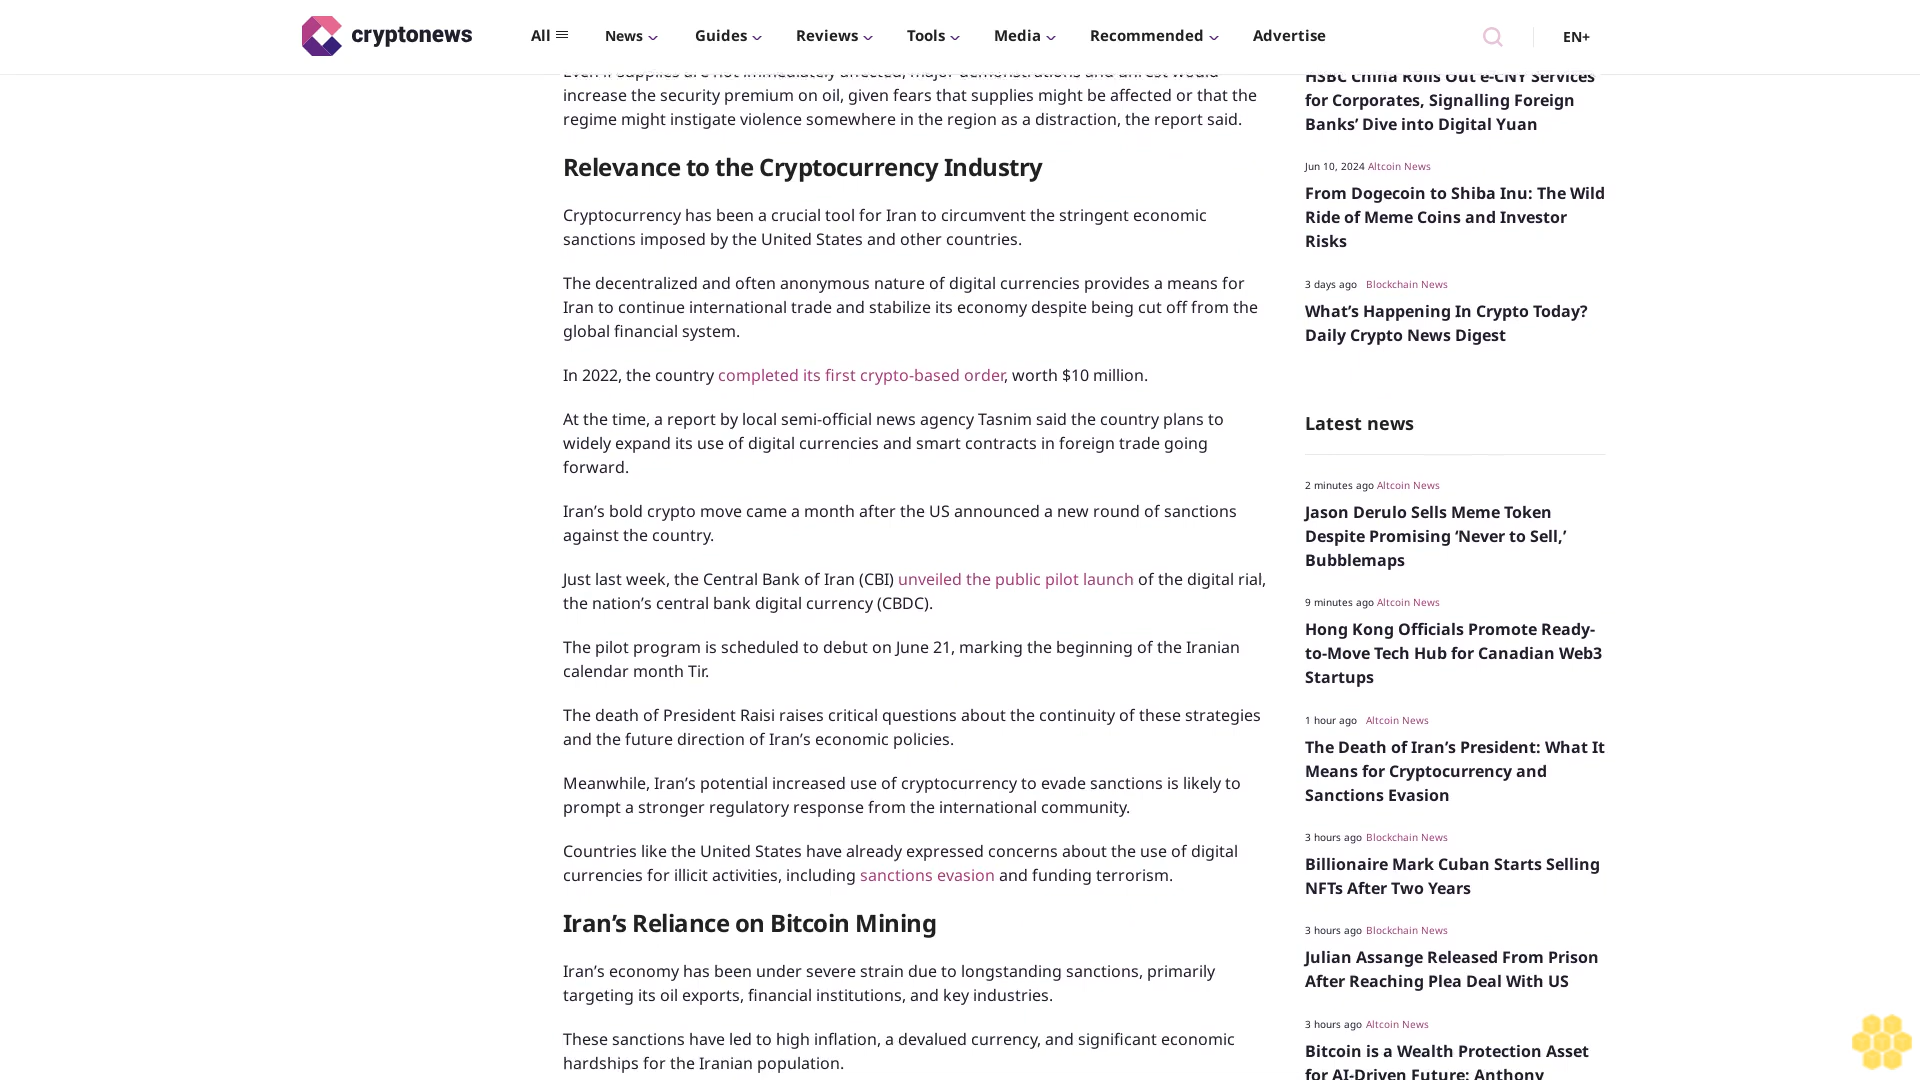 cryptonews
All
News
Guides
Reviews
Tools
Media
Recommended
Advertise
EN+
Even if supplies are not immediately affected, major demonstrations and unrest would
increase the security premium on oil, given fears that supplies might be affected or that the
regime might instigate violence somewhere in the region as a distraction, the report said.
Relevance to the Cryptocurrency Industry
Cryptocurrency has been a crucial tool for Iran to circumvent the stringent economic
sanctions imposed by the United States and other countries.
The decentralized and often anonymous nature of digital currencies provides a means for
Iran to continue international trade and stabilize its economy despite being cut off from the
global financial system.
In 2022, the country completed its first crypto-based order, worth $10 million.
At the time, a report by local semi-official news agency Tasnim said the country plans to
widely expand its use of digital currencies and smart contracts in foreign trade going
forward.
Iran’s bold crypto move came a month after the US announced a new round of sanctions
against the country.
Just last week, the Central Bank of Iran (CBI) unveiled the public pilot launch of the digital rial,
the nation’s central bank digital currency (CBDC).
The pilot program is scheduled to debut on June 21, marking the beginning of the Iranian
calendar month Tir.
The death of President Raisi raises critical questions about the continuity of these strategies
and the future direction of Iran’s economic policies.
Meanwhile, Iran’s potential increased use of cryptocurrency to evade sanctions is likely to
prompt a stronger regulatory response from the international community.
Countries like the United States have already expressed concerns about the use of digital
currencies for illicit activities, including sanctions evasion and funding terrorism.
Iran’s Reliance on Bitcoin Mining
Iran’s economy has been under severe strain due to longstanding sanctions, primarily
targeting its oil exports, financial institutions, and key industries.
These sanctions have led to high inflation, a devalued currency, and significant economic
hardships for the Iranian population.
HSBC China Rolls Out e-CNY Services
for Corporates, Signalling Foreign
Banks’ Dive into Digital Yuan
Jun 10, 2024 Altcoin News
From Dogecoin to Shiba Inu: The Wild
Ride of Meme Coins and Investor
Risks
3 days ago Blockchain News
What’s Happening In Crypto Today?
Daily Crypto News Digest
Latest news
2 minutes ago Altcoin News
Jason Derulo Sells Meme Token
Despite Promising ‘Never to Sell,’
Bubblemaps
9 minutes ago Altcoin News
Hong Kong Officials Promote Ready-
to-Move Tech Hub for Canadian Web3
Startups
1 hour ago Altcoin News
The Death of Iran’s President: What It
Means for Cryptocurrency and
Sanctions Evasion
3 hours ago Blockchain News
Billionaire Mark Cuban Starts Selling
NFTs After Two Years
3 hours ago Blockchain News
Julian Assange Released From Prison
After Reaching Plea Deal With US
3 hours ago Altcoin News
Bitcoin is a Wealth Protection Asset
for AI-Driven Future: Anthony